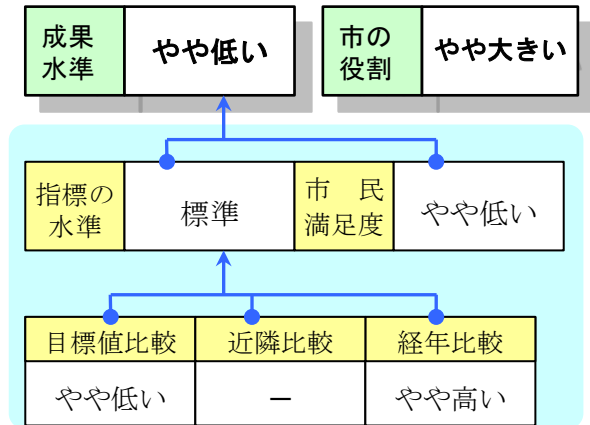 成果
水準
やや低い
市の
役割
やや大きい
指標の
水準
標準
市　民
満足度
やや低い
目標値比較
近隣比較
経年比較
やや低い
－
やや高い